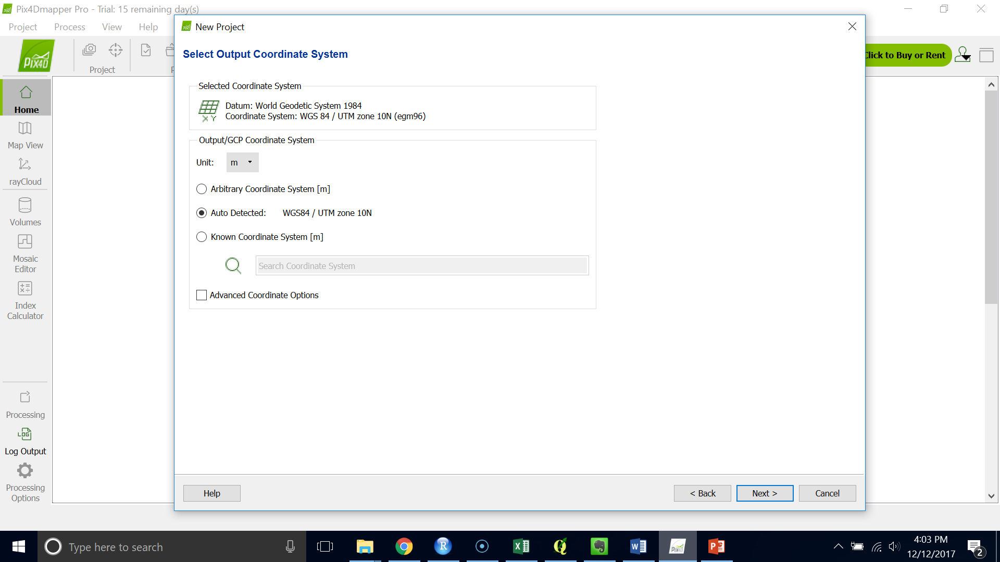 Pix4Dmapper Pro - Trial: 15 remaining day(s)
Project Process View Help
PIX4D
Project
Click to Buy or Rent
Home
Map View
rayCloud
Volumes
Mosaic
Editor
Index
Calculator
Processing
Log Output
Processing
Options
New Project
Select Output Coordinate System
Selected Coordinate System
X Y
Datum: World Geodetic System 1984
Coordinate System: WGS 84 / UTM zone 10N (egm96)
Output/GCP Coordinate System
Unit: m
Arbitrary Coordinate System [m]
Auto Detected: WGS84 / UTM zone 10N
Known Coordinate System [m]
Search Coordinate System
Advanced Coordinate Options
Help < Back Next > Cancel
Type here to search
4:03 PM
12/12/2017
2